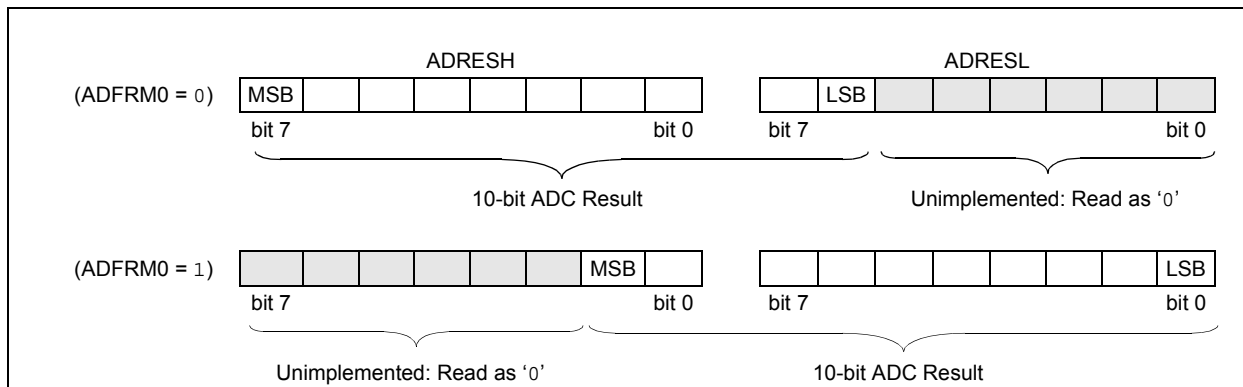 ADRESH ADRESL
(ADFRM0 = 0) MSB LSB
bit 7 bit 0 bit 7 bit 0
10-bit ADC Result Unimplemented: Read as ‘0’
(ADFRM0 = 1) MSB LSB
bit 7 bit 0 bit 7 bit 0
Unimplemented: Read as ‘0’ 10-bit ADC Result